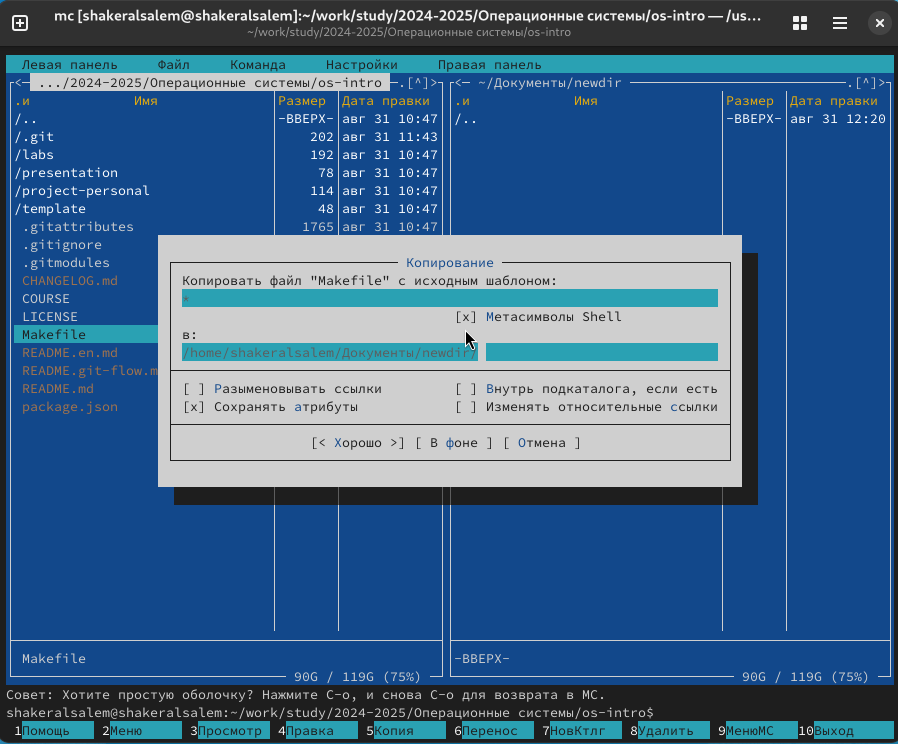 mc [shakeralsalem@shakeralsalem]:~/work/study/2024-2025/Операционные системы/os-intro — /us...
~/work/study/2024-2025/Операционные системы/os-intro
Левая панель Файл Команда Настройки Правая панель
<— .../2024-2025/Операционные системы/os-intro —.[^]> <— ~/Документы/newdir —.[^]>
.и Имя Размер Дата правки .и Имя Размер Дата правки
/.. -ВВЕРХ- авг 31 10:47 /.. -ВВЕРХ- авг 31 12:20
/.git 202 авг 31 11:43
/labs 192 авг 31 10:47
/presentation 78 авг 31 10:47
/project-personal 114 авг 31 10:47
/template 48 авг 31 10:47
.gitattributes 1765 авг 31 10:47
.gitignore
.gitmodules
CHANGELOG.md
COURSE
LICENSE
Makefile
README.en.md
README.git-flow.m
README.md
package.json
Копирование
Копировать файл "Makefile" с исходным шаблоном:
*
[x] Метасимволы Shell
в:
/home/shakeralsalem/Документы/newdir/
[ ] Разыменовывать ссылки [ ] Внутрь подкаталога, если есть
[x] Сохранять атрибуты [ ] Изменять относительные ссылки
[< Хорошо >] [ В фоне ] [ Отмена ]
Makefile -ВВЕРХ-
90G / 119G (75%) 90G / 119G (75%)
Совет: Хотите простую оболочку? Нажмите C-o, и снова C-o для возврата в MC.
shakeralsalem@shakeralsalem:~/work/study/2024-2025/Операционные системы/os-intro$
1Помощь 2Меню 3Просмотр 4Правка 5Копия 6Перенос 7НовКтлг 8Удалить 9МенюMC 10Выход